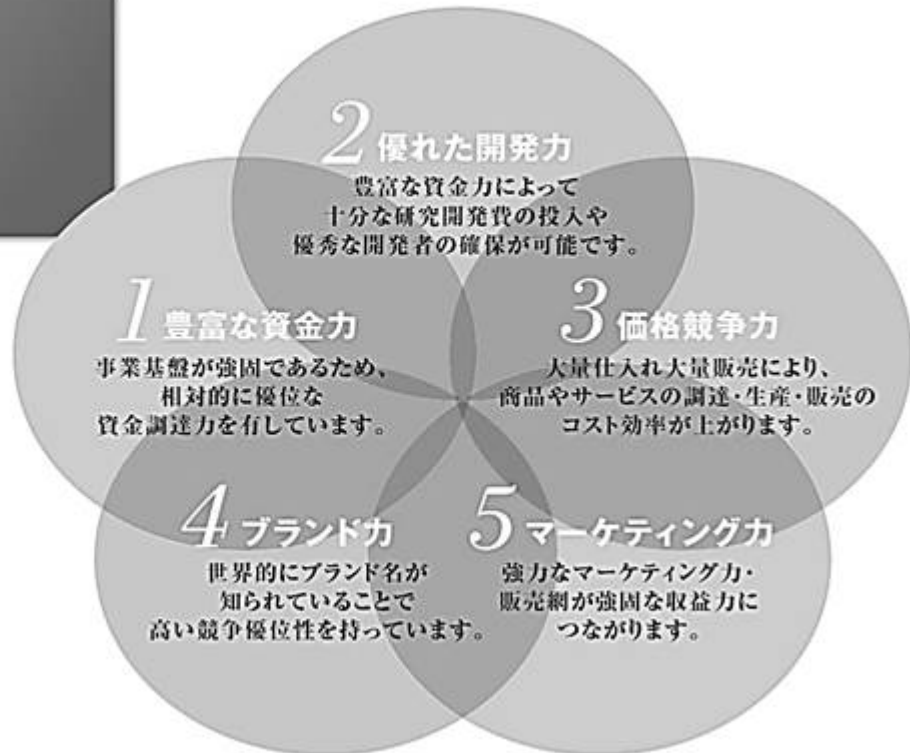 2 優れた開発力
豊富な資金力によって
十分な研究開発費の投入や
優秀な開発者の確保が可能です。
1 豊富な資金力
事業基盤が強固であるため、
相対的に優位な
資金調達力を有しています。
3 価格競争力
大量仕入れ大量販売により、
商品やサービスの調達・生産・販売の
コスト効率が上がります。
4 ブランド力
世界的にブランド名が
知られていることで
高い競争優位性を持っています。
5 マーケティング力
強力なマーケティング力・
販売網が強固な収益力に
つながります。